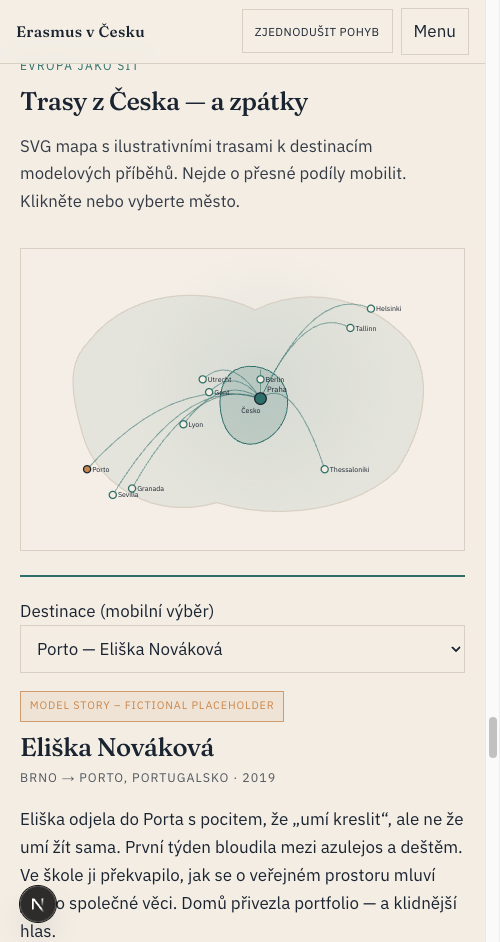 Erasmus v Česku
ZJEDNODUŠIT POHYB
Menu
EVROPA JAKO SÍŤ
Trasy z Česka — a zpátky
SVG mapa s ilustrativními trasami k destinacím
modelových příběhů. Nejde o přesné podíly mobilit.
Klikněte nebo vyberte město.
Helsinki
Tallinn
Utrecht
Berlin
Gent
Praha
Česko
Lyon
Porto
Thessaloniki
Granada
Sevilla
Destinace (mobilní výběr)
Porto — Eliška Nováková
MODEL STORY – FICTIONAL PLACEHOLDER
Eliška Nováková
BRNO → PORTO, PORTUGALSKO · 2019
Eliška odjela do Porta s pocitem, že „umí kreslit“, ale ne že
umí žít sama. První týden bloudila mezi azulejos a deštěm.
Ve škole ji překvapilo, jak se o veřejném prostoru mluví
N
o společné věci. Domů přivezla portfolio — a klidnější
hlas.